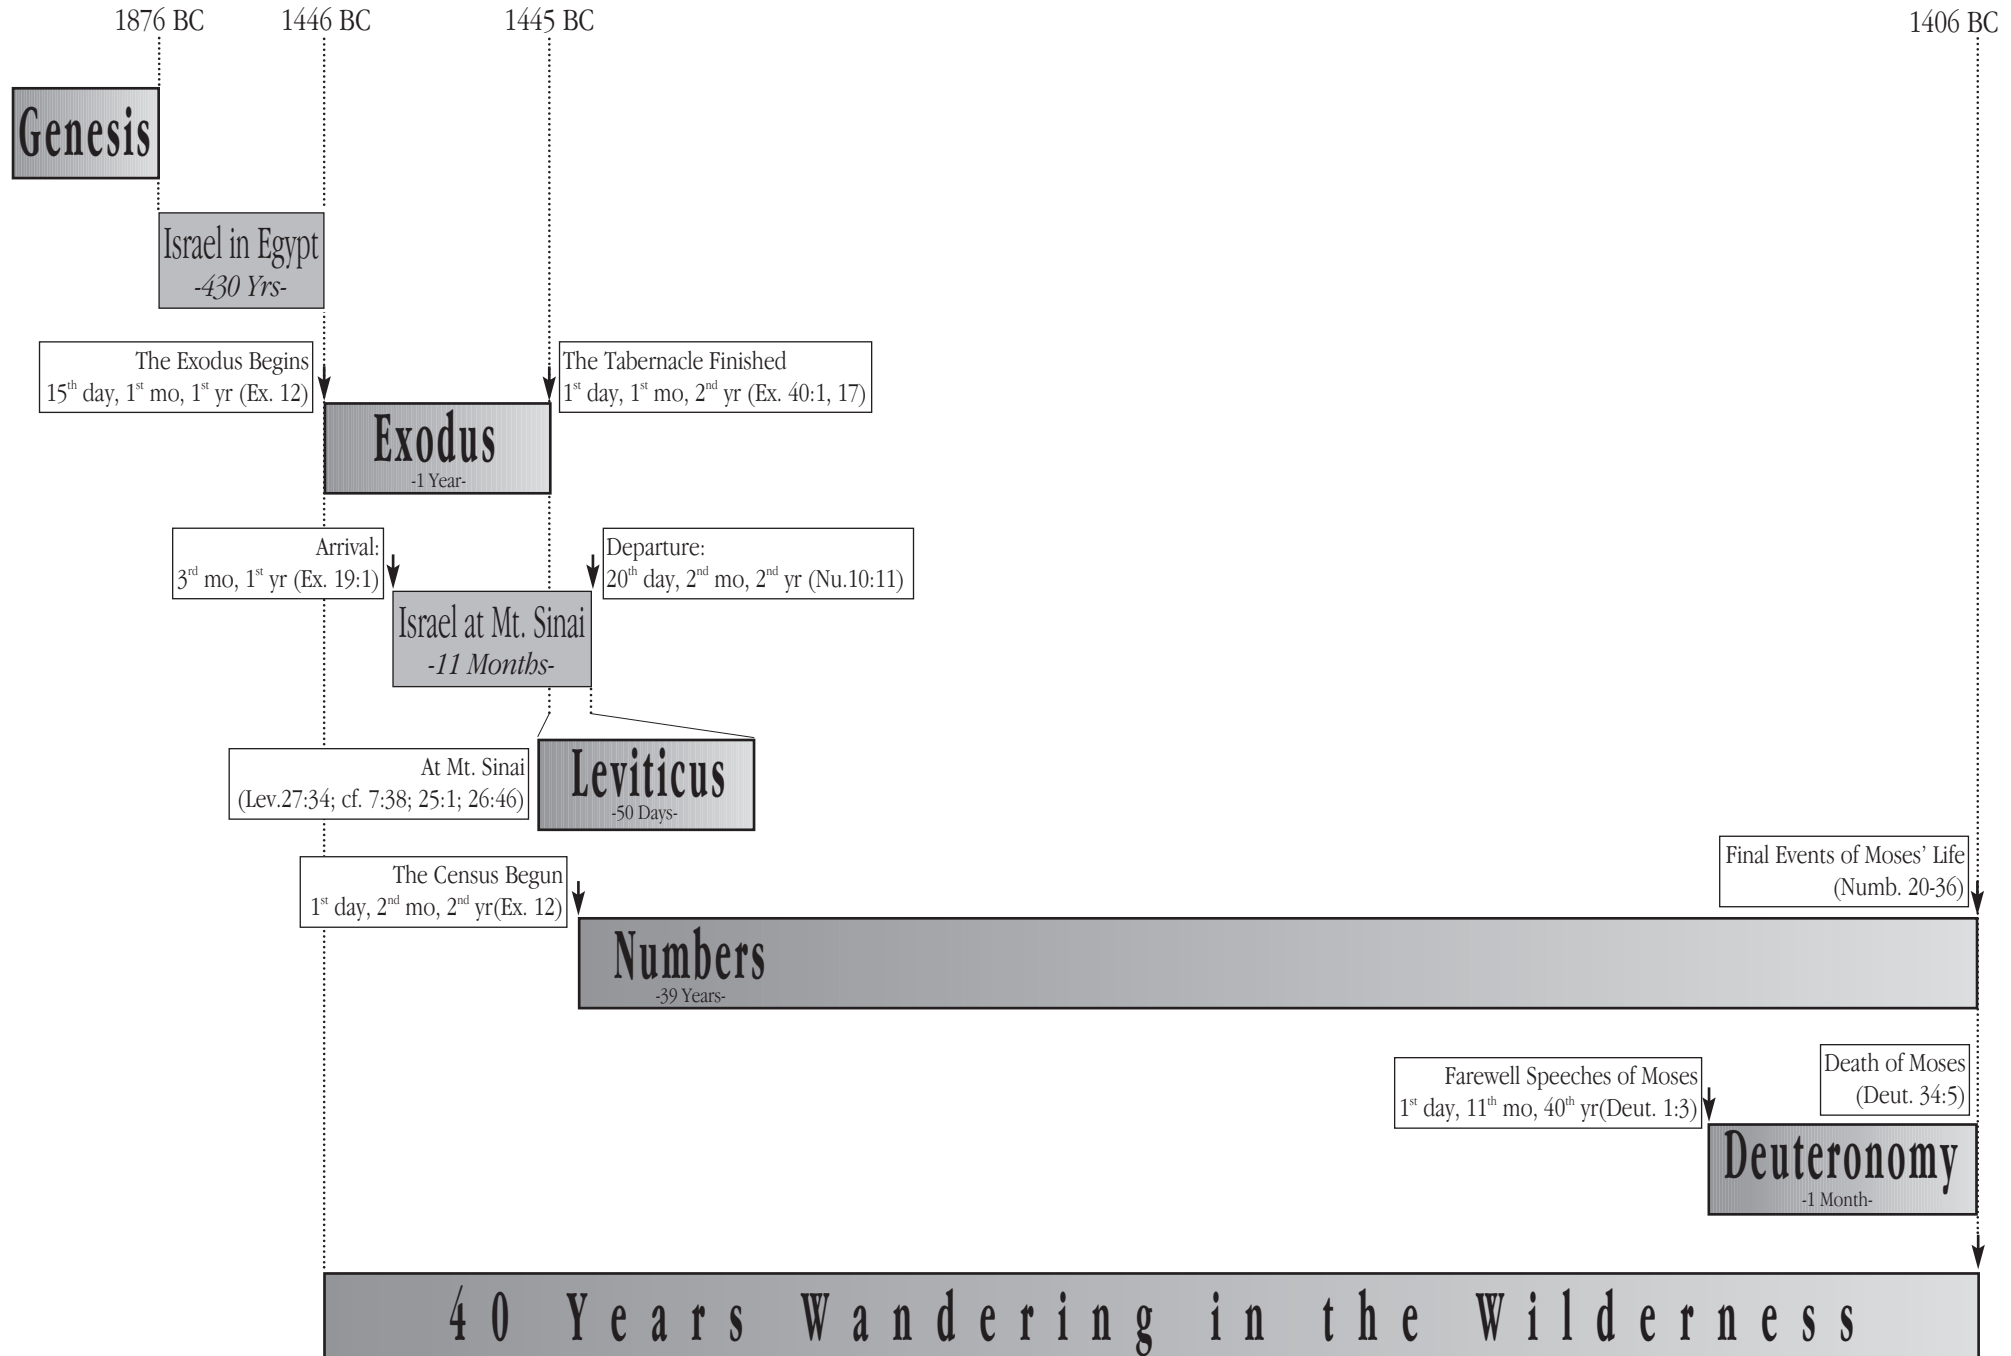 1876 BC
1446 BC
1445 BC
1406 BC
Genesis
Israel in Egypt
-430 Yrs-
The Exodus Begins
15th day, 1st mo, 1st yr (Ex. 12)
The Tabernacle Finished
1st day, 1st mo, 2nd yr (Ex. 40:1, 17)
Exodus
-1 Year-
Arrival:
3rd mo, 1st yr (Ex. 19:1)
Departure:
20th day, 2nd mo, 2nd yr (Nu.10:11)
Israel at Mt. Sinai
-11 Months-
At Mt. Sinai
(Lev.27:34; cf. 7:38; 25:1; 26:46)
Leviticus
-50 Days-
The Census Begun
1st day, 2nd mo, 2nd yr(Ex. 12)
Final Events of Moses’ Life
(Numb. 20-36)
Numbers
-39 Years-
Farewell Speeches of Moses
1st day, 11th mo, 40th yr(Deut. 1:3)
Death of Moses
(Deut. 34:5)
Deuteronomy
-1 Month-
40 Years Wandering in the Wilderness